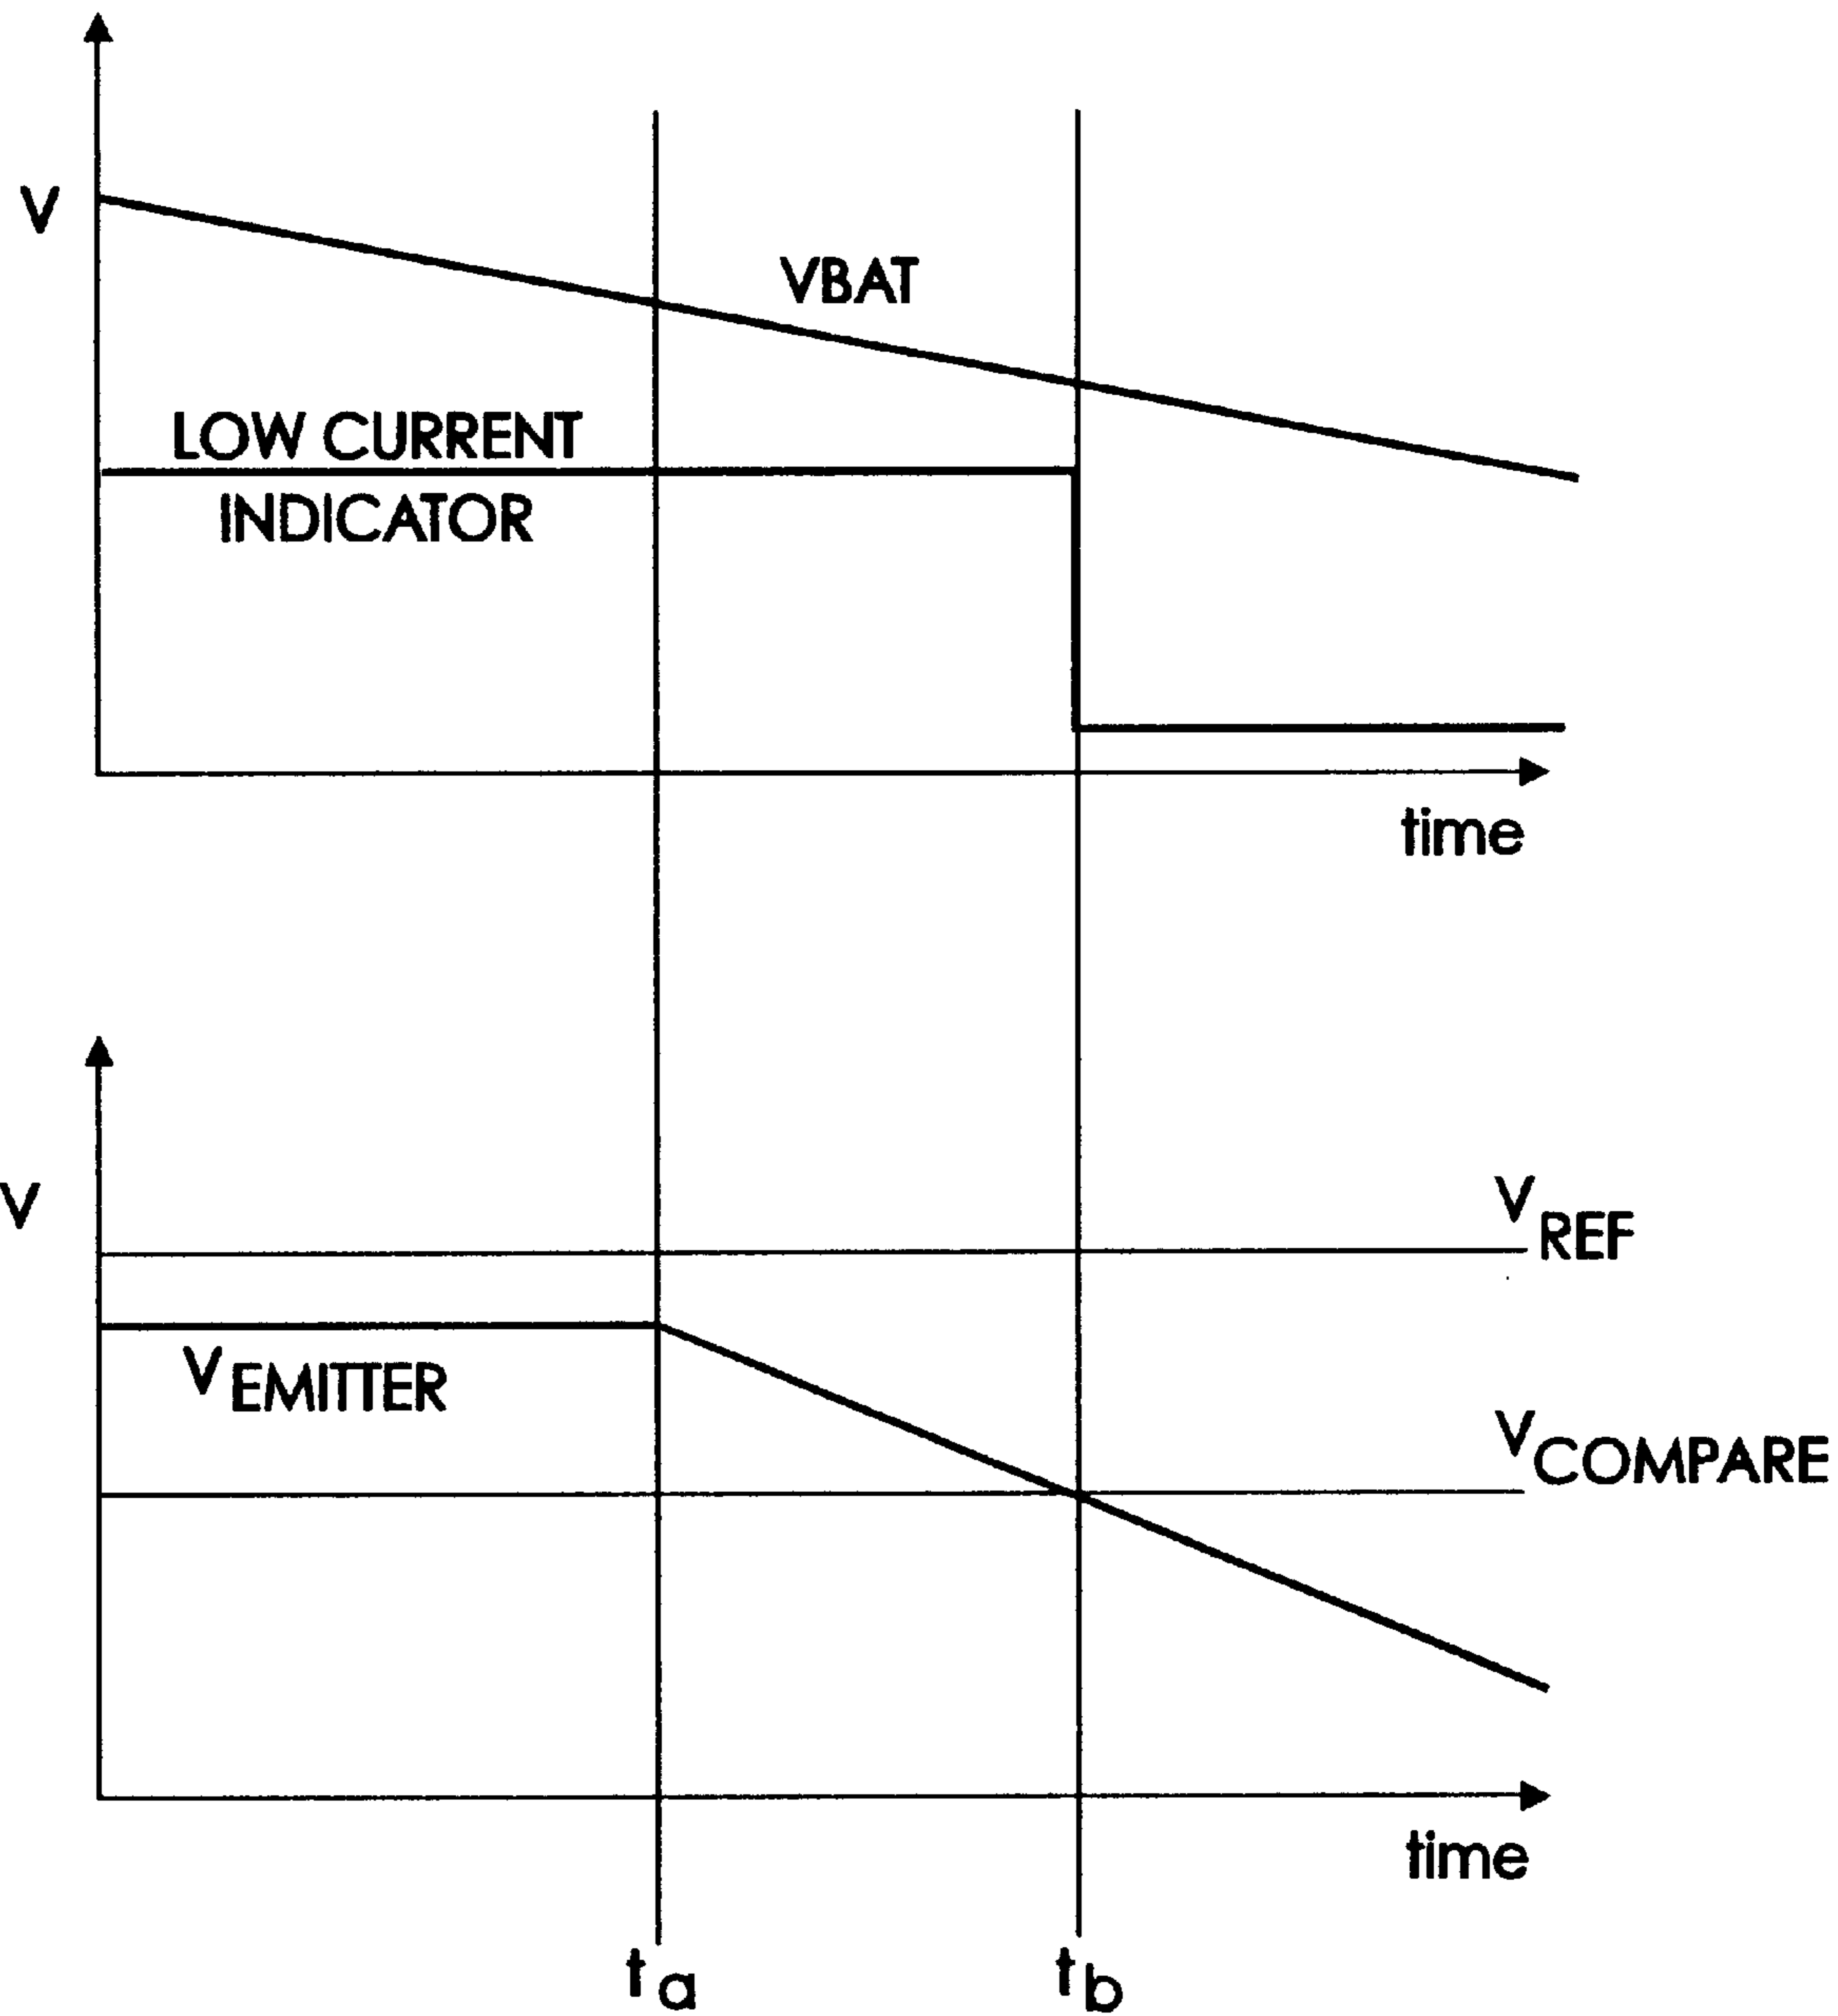 V
VBAT
LOW CURRENT
INDICATOR
time
V
VREF
VEMITTER
VCOMPARE
time
ta
tb